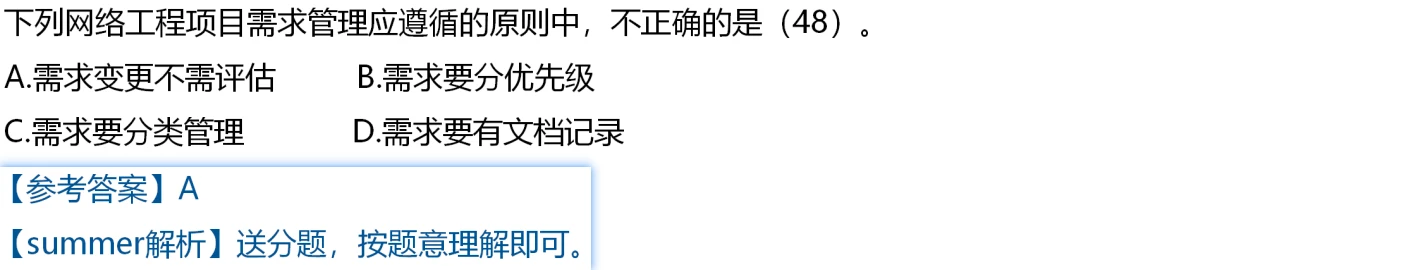 下列网络工程项目需求管理应遵循的原则中，不正确的是（48）。
A.需求变更不需评估 B.需求要分优先级
C.需求要分类管理 D.需求要有文档记录
【参考答案】A
【summer解析】送分题，按题意理解即可。